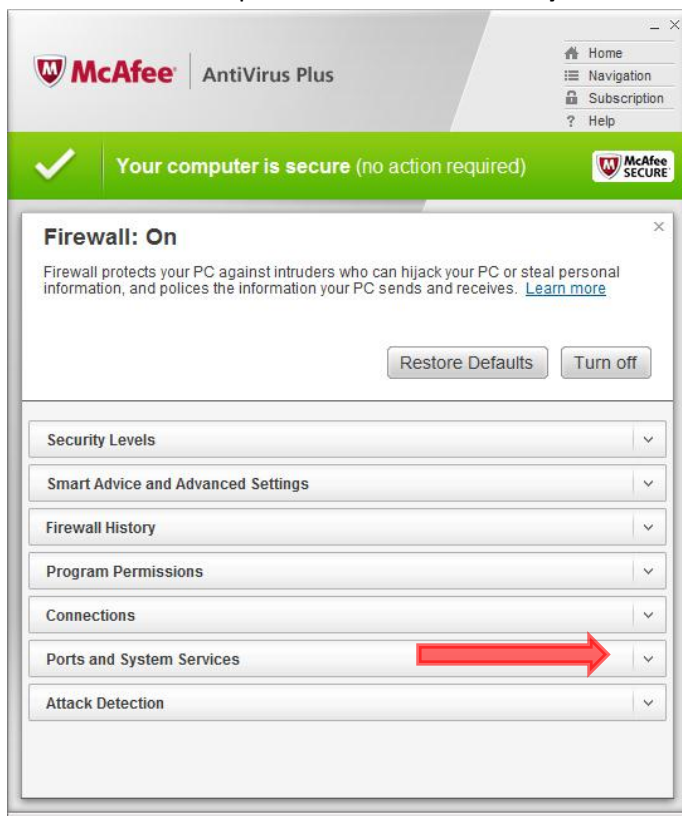 Home
McAfee AntiVirus Plus
Navigation
Subscription
? Help
Your computer is secure (no action required)
McAfee
SECURE
Firewall: On
Firewall protects your PC against intruders who can hijack your PC or steal personal
information, and polices the information your PC sends and receives. Learn more
Restore Defaults
Turn off
Security Levels
Smart Advice and Advanced Settings
Firewall History
Program Permissions
Connections
Ports and System Services
Attack Detection